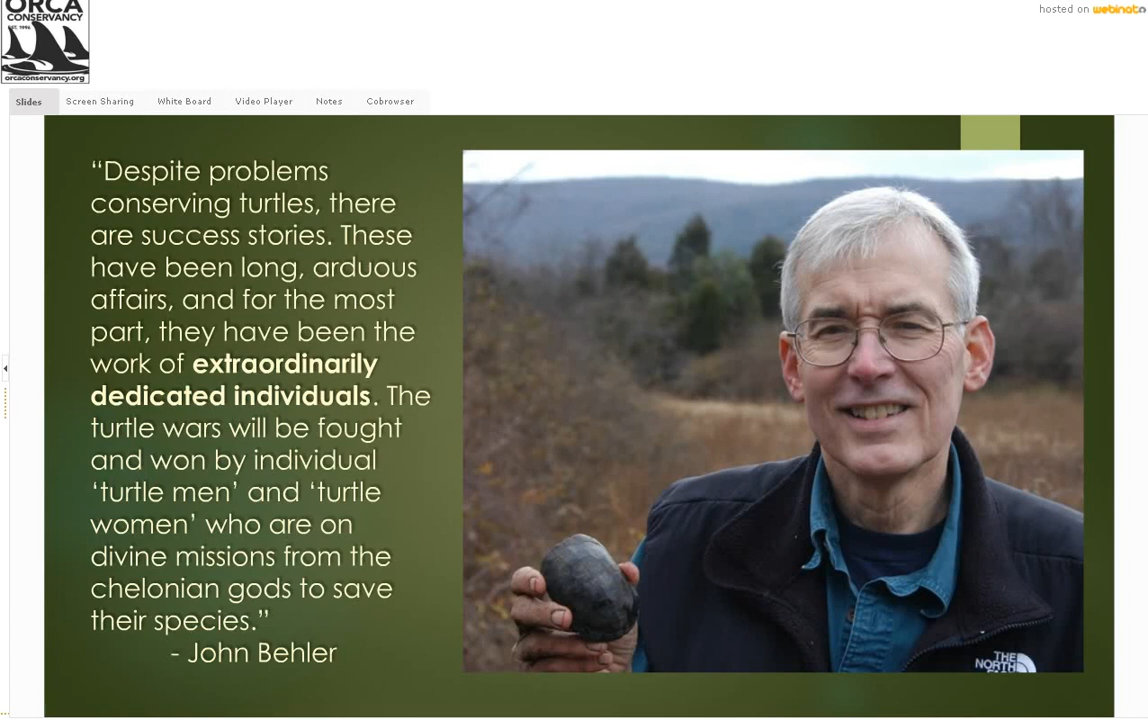 ORCA
CONSERVANCY
EST. 1996
orcaconservancy.org
hosted on webinato
Slides Screen Sharing White Board Video Player Notes Cobrowser
“Despite problems
conserving turtles, there
are success stories. These
have been long, arduous
affairs, and for the most
part, they have been the
work of extraordinarily
dedicated individuals. The
turtle wars will be fought
and won by individual
‘turtle men’ and ‘turtle
women’ who are on
divine missions from the
chelonian gods to save
their species.”
- John Behler
THE
NORTH